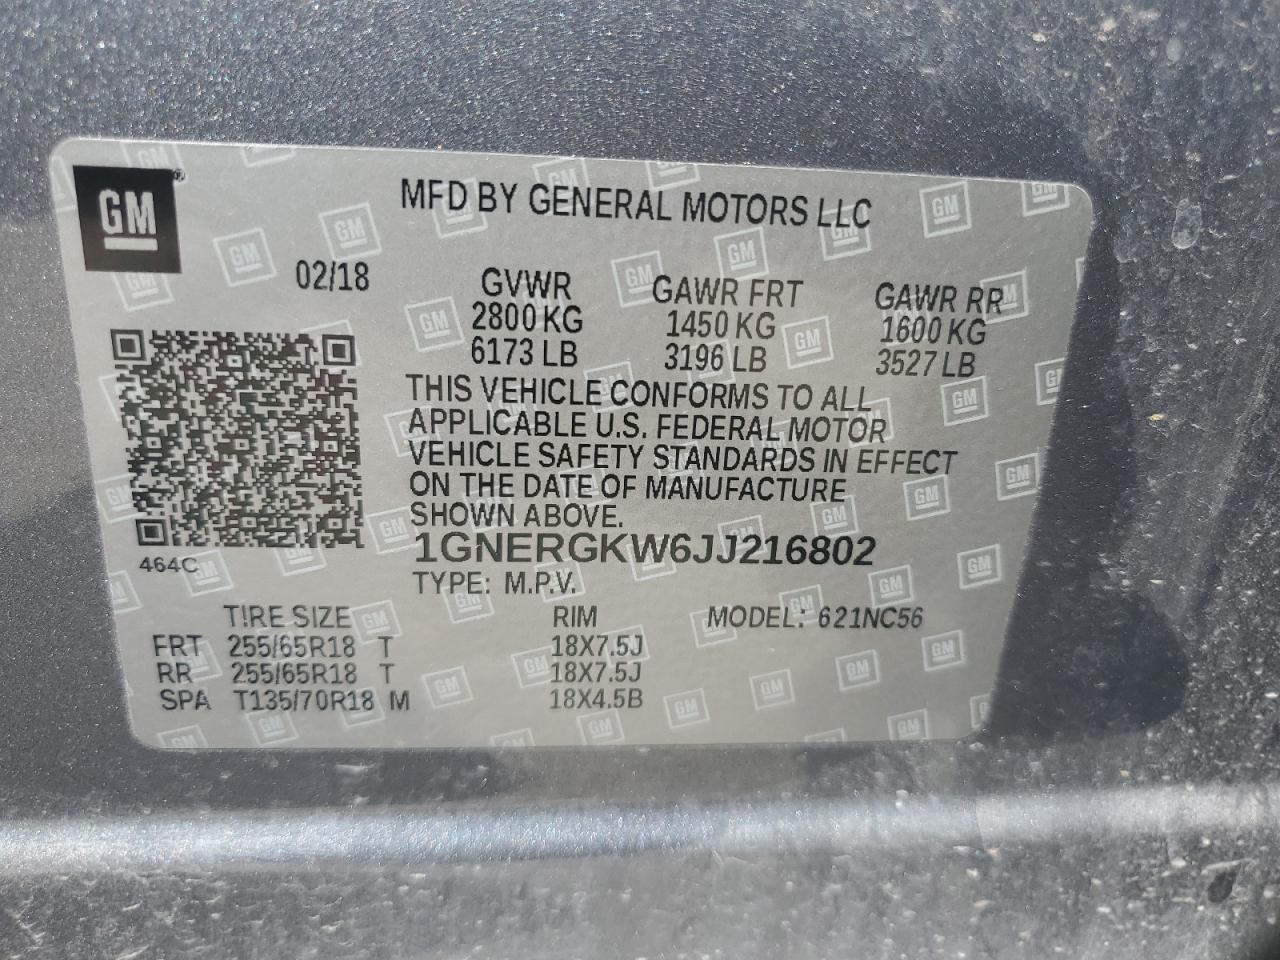 GM
MFD BY GENERAL MOTORS LLC
02/18
GVWR GAWR FRT GAWR RR
2800 KG 1450 KG 1600 KG
6173 LB 3196 LB 3527 LB
THIS VEHICLE CONFORMS TO ALL
APPLICABLE U.S. FEDERAL MOTOR
VEHICLE SAFETY STANDARDS IN EFFECT
ON THE DATE OF MANUFACTURE
SHOWN ABOVE.
464C
1GNERGKW6JJ216802
TYPE: M.P.V.
TIRE SIZE RIM MODEL: 621NC56
FRT 255/65R18 T 18X7.5J
RR 255/65R18 T 18X7.5J
SPA T135/70R18 M 18X4.5B